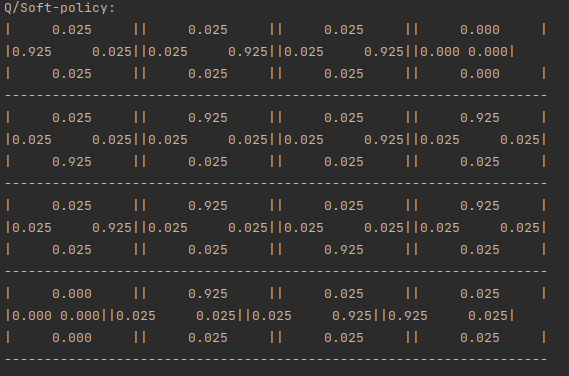 Q/Soft-policy:
|     0.025     ||     0.025     ||     0.025     ||     0.000     |
|0.925     0.025||0.025     0.925||0.025     0.925||0.000 0.000|
|     0.025     ||     0.025     ||     0.025     ||     0.000     |
--------------------------------------------------------------------
|     0.025     ||     0.925     ||     0.025     ||     0.925     |
|0.025     0.025||0.025     0.025||0.025     0.925||0.025     0.025|
|     0.925     ||     0.025     ||     0.025     ||     0.025     |
--------------------------------------------------------------------
|     0.025     ||     0.925     ||     0.025     ||     0.925     |
|0.025     0.925||0.025     0.025||0.025     0.025||0.025     0.025|
|     0.025     ||     0.025     ||     0.925     ||     0.025     |
--------------------------------------------------------------------
|     0.000     ||     0.925     ||     0.025     ||     0.025     |
|0.000 0.000||0.025     0.025||0.025     0.925||0.925     0.025|
|     0.000     ||     0.025     ||     0.025     ||     0.025     |
--------------------------------------------------------------------